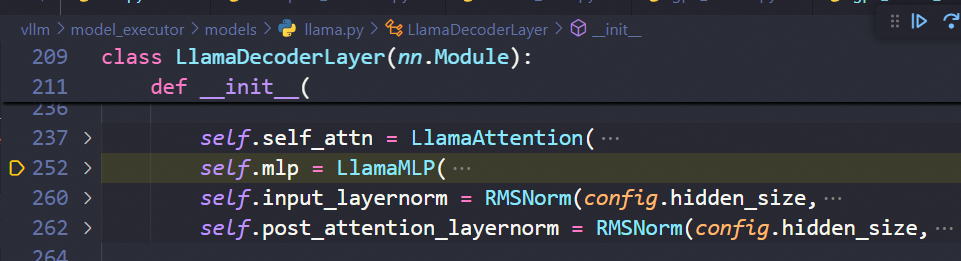 vllm > model_executor > models > llama.py > LlamaDecoderLayer > __init__
209 class LlamaDecoderLayer(nn.Module):
211 def __init__(
236
237 > self.self_attn = LlamaAttention( ···
252 > self.mlp = LlamaMLP( ···
260 > self.input_layernorm = RMSNorm(config.hidden_size, ···
262 > self.post_attention_layernorm = RMSNorm(config.hidden_size, ···
264